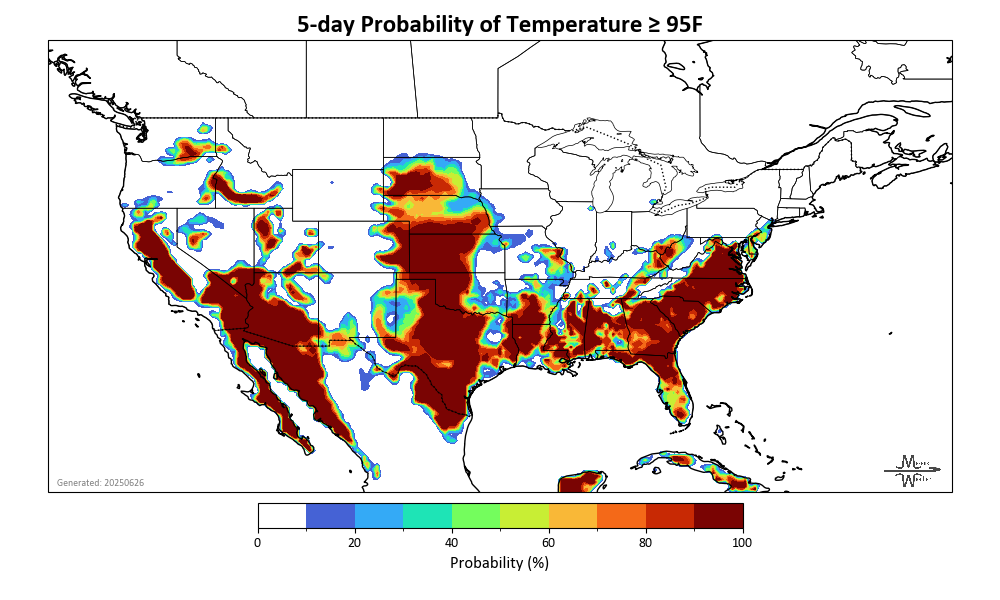 5-day Probability of Temperature ≥ 95F
Generated: 20250626
0 20 40 60 80 100
Probability (%)